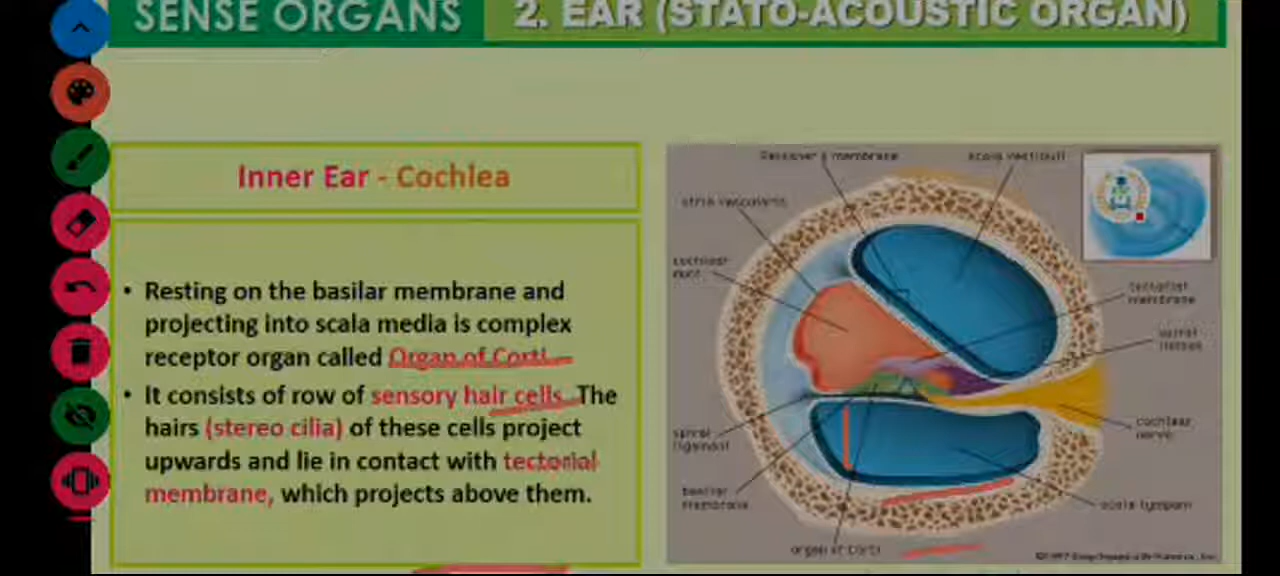 SENSE ORGANS
2. EAR (STATO-ACOUSTIC ORGAN)
Inner Ear - Cochlea
• Resting on the basilar membrane and
projecting into scala media is complex
receptor organ called Organ of Corti.
• It consists of row of sensory hair cells. The
hairs (stereo cilia) of these cells project
upwards and lie in contact with tectorial
membrane, which projects above them.
Reissner's membrane
scala vestibuli
stria vascularis
cochlear
duct
tectorial
membrane
spiral
cochlear
nerve
spiral
ligament
basilar
membrane
scala tympani
organ of Corti